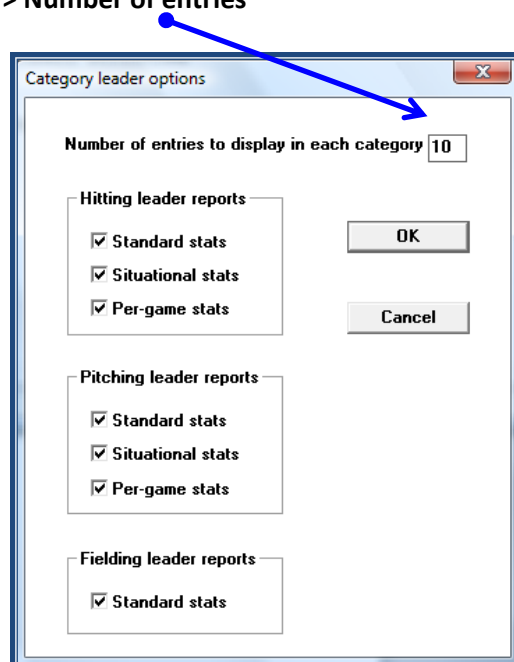 > Number of entries
Category leader options
Number of entries to display in each category 10
Hitting leader reports
Standard stats
Situational stats
Per-game stats
OK
Cancel
Pitching leader reports
Standard stats
Situational stats
Per-game stats
Fielding leader reports
Standard stats